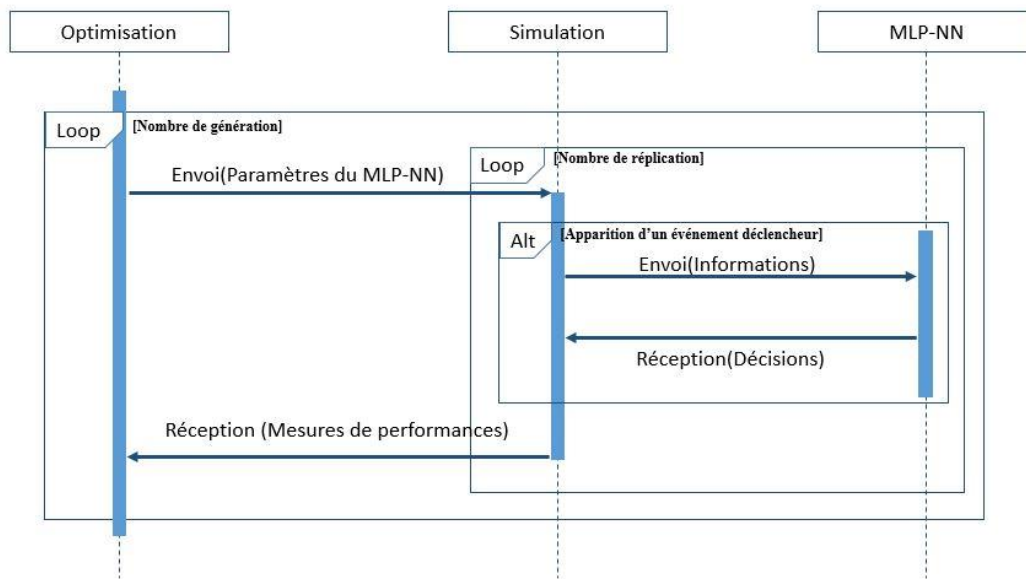 Optimisation
Simulation
MLP-NN
Loop
[Nombre de génération]
Loop
[Nombre de réplication]
Envoi(Paramètres du MLP-NN)
Alt
[Apparition d'un événement déclencheur]
Envoi(Informations)
Réception(Décisions)
Réception (Mesures de performances)